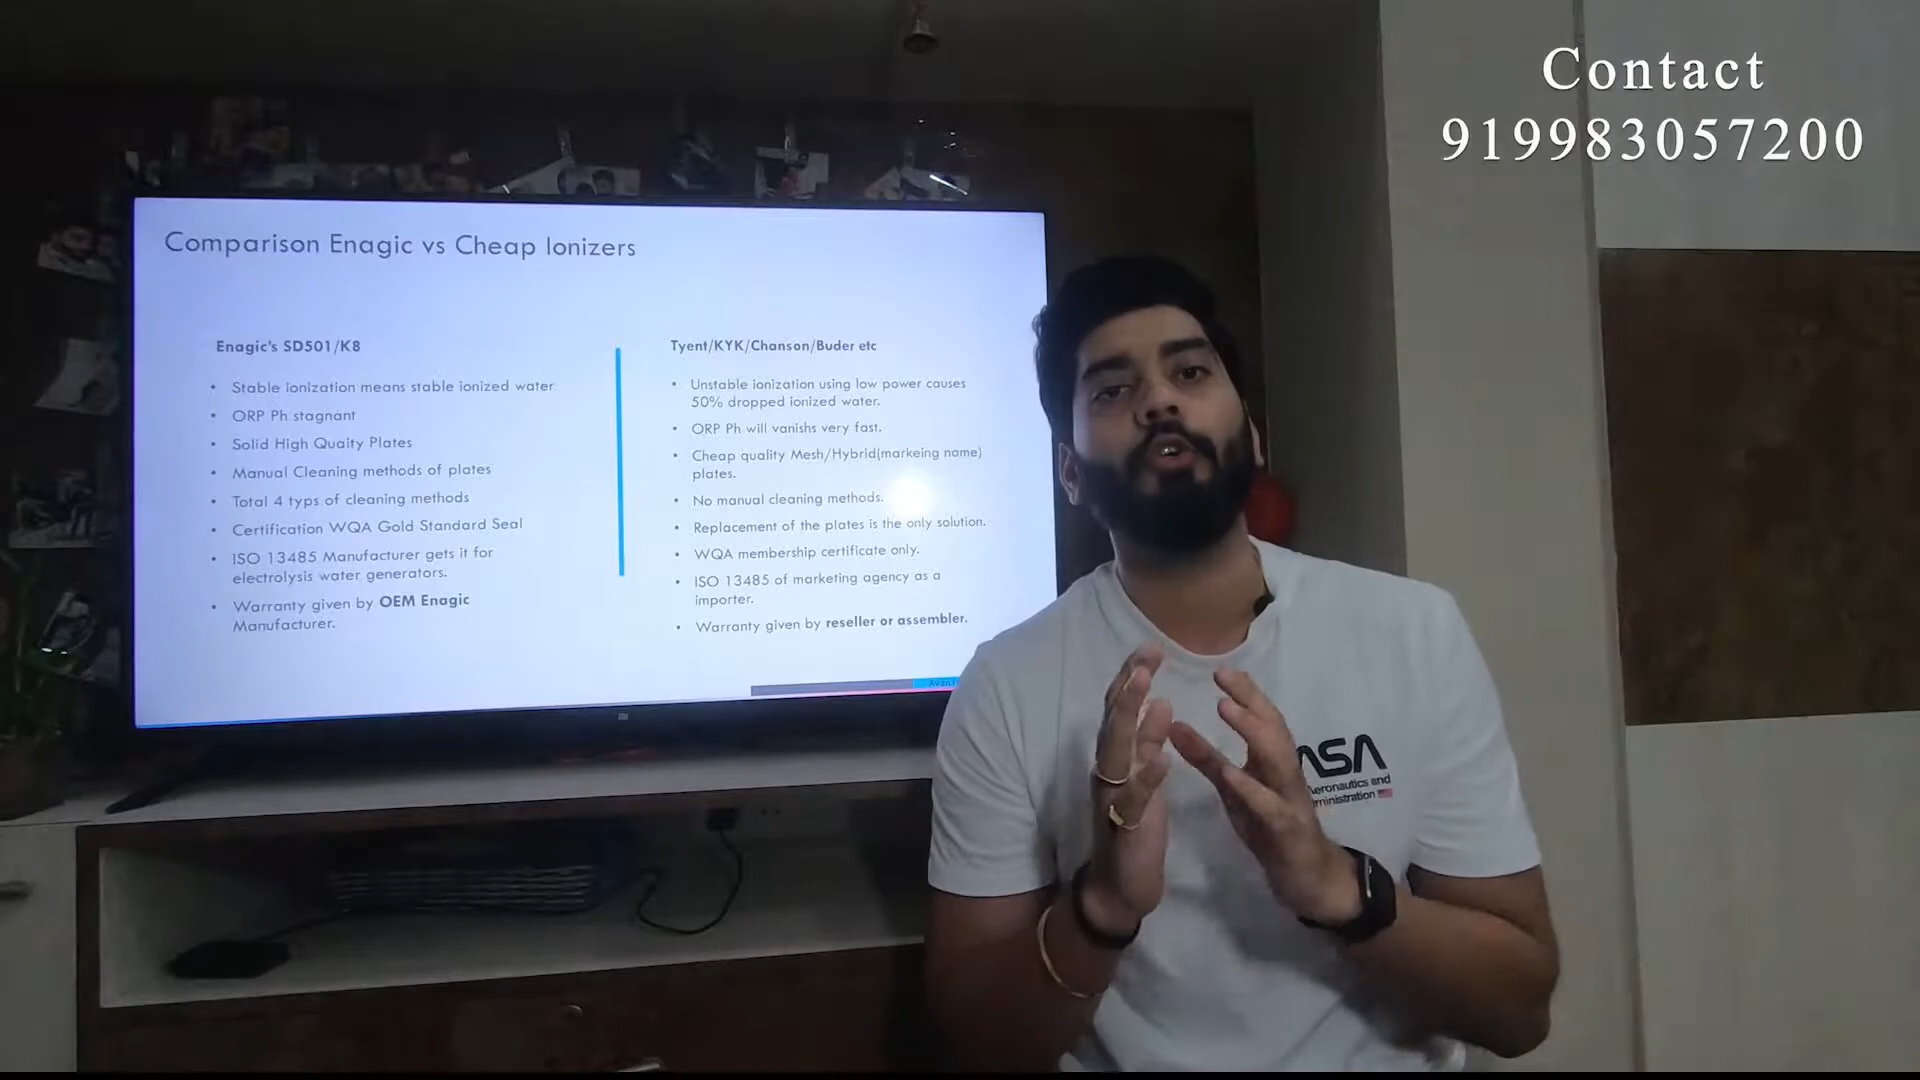 Contact
919983057200
Comparison Enagic vs Cheap Ionizers
Enagic's SD501/K8
• Stable ionization means stable ionized water
• ORP Ph stagnant
• Solid High Quaity Plates
• Manual Cleaning methods of plates
• Total 4 typs of cleaning methods
• Certification WQA Gold Standard Seal
• ISO 13485 Manufacturer gets it for
electrolysis water generators.
• Warranty given by OEM Enagic
Manufacturer.
Tyent/KYK/Chanson/Buder etc
• Unstable ionization using low power causes
50% dropped ionized water.
• ORP Ph will vanishs very fast.
• Cheap quality Mesh/Hybrid(markeing name)
plates.
• No manual cleaning methods.
• Replacement of the plates is the only solution.
• WQA membership certificate only.
• ISO 13485 of marketing agency as a
importer.
• Warranty given by reseller or assembler.
ASA
Aeronautics and